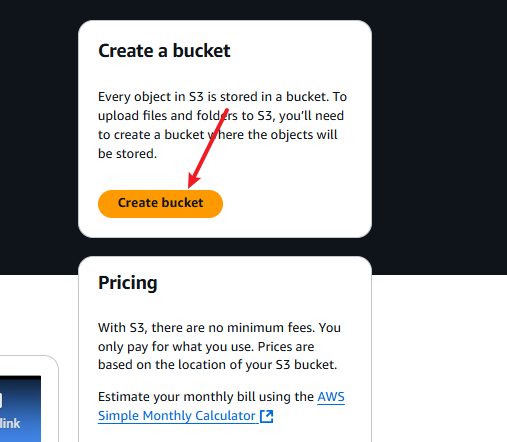 Create a bucket
Every object in S3 is stored in a bucket. To
upload files and folders to S3, you'll need
to create a bucket where the objects will
be stored.
Create bucket
Pricing
With S3, there are no minimum fees. You
only pay for what you use. Prices are
based on the location of your S3 bucket.
Estimate your monthly bill using the AWS
Simple Monthly Calculator
link